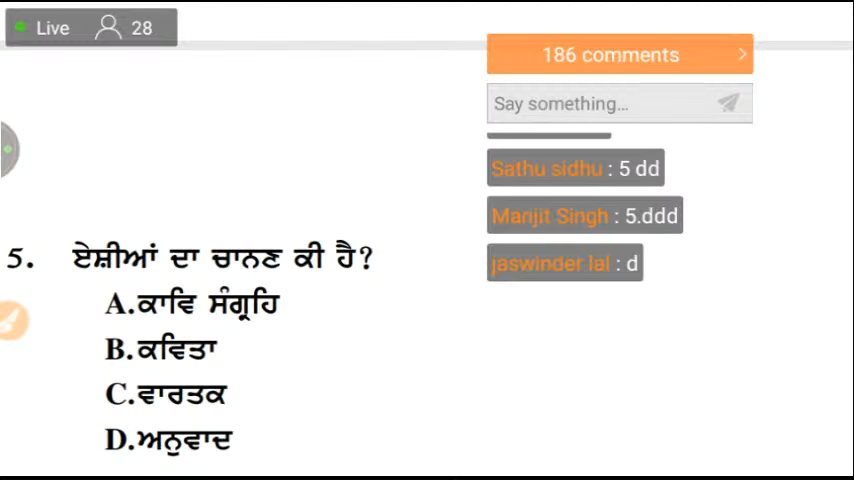 Live 28
186 comments
Say something...
Sathu sidhu : 5 dd
Manjit Singh : 5.ddd
jaswinder lal : d
5. ਏਸ਼ੀਆਂ ਦਾ ਚਾਨਣ ਕੀ ਹੈ?
A.ਕਾਵਿ ਸੰਗ੍ਰਹਿ
B.ਕਵਿਤਾ
C.ਵਾਰਤਕ
D.ਅਨੁਵਾਦ